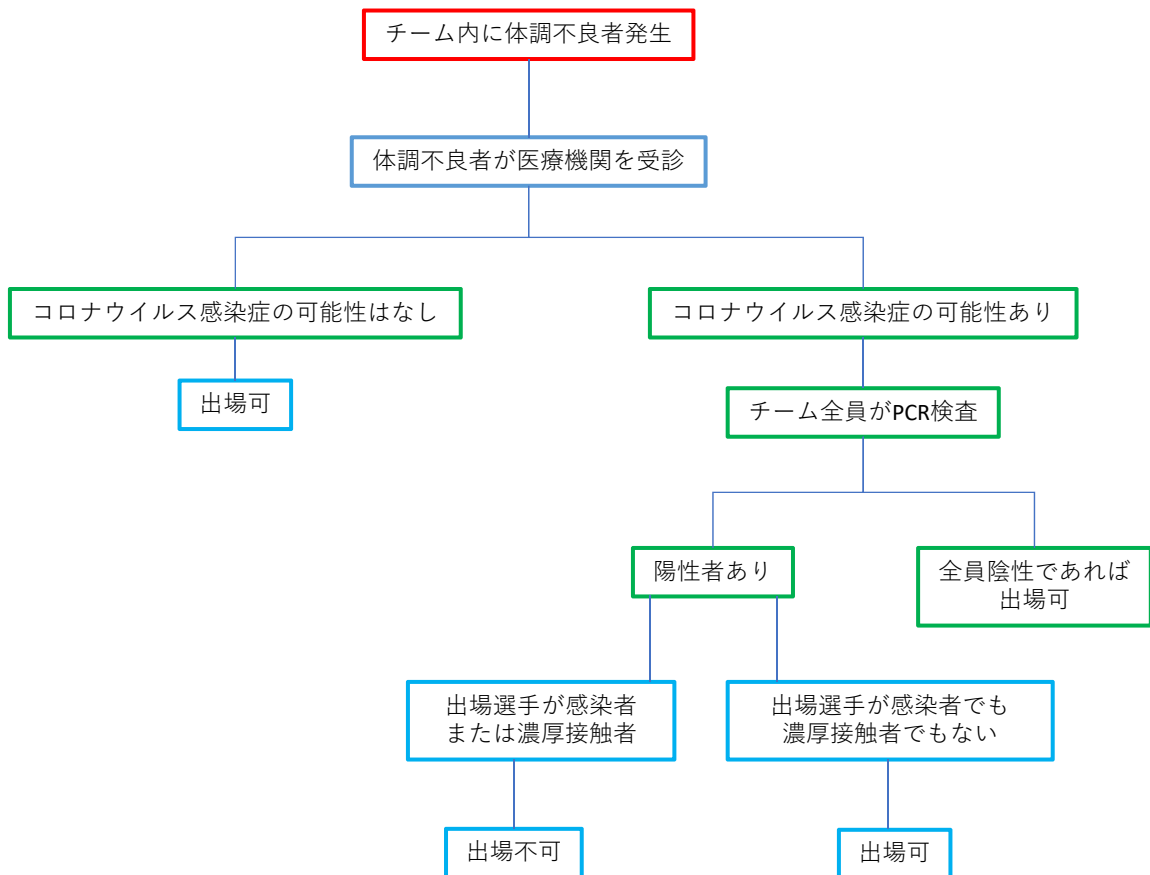 チーム内に体調不良者発生
体調不良者が医療機関を受診
コロナウイルス感染症の可能性はなし
コロナウイルス感染症の可能性あり
出場可
チーム全員がPCR検査
陽性者あり
全員陰性であれば
出場可
出場選手が感染者
または濃厚接触者
出場選手が感染者でも
濃厚接触者でもない
出場不可
出場可